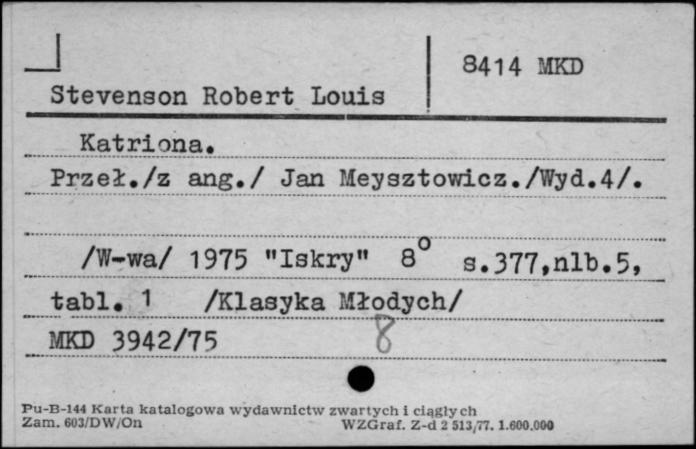 8414 MKD
Stevenson Robert Louis
Katriona.
Przeł./z ang./ Jan Meysztowicz./Wyd.4/.
/W-wa/ 1975 "Iskry" 8° s.377,nlb.5,
tabl. 1 /Klasyka Młodych/
MKD 3942/75 8
Pu-B-144 Karta katalogowa wydawnictw zwartych i ciągłych
Zam. 603/DW/On WZGraf. Z-d 2 513/77. 1.600.000